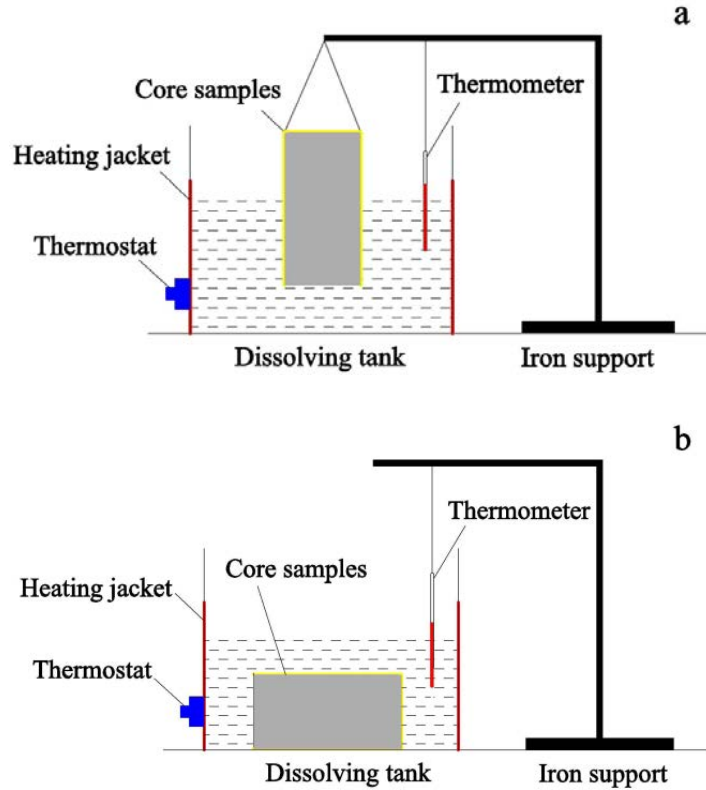 a
Core samples
Thermometer
Heating jacket
Thermostat
Dissolving tank
Iron support
b
Thermometer
Core samples
Heating jacket
Thermostat
Dissolving tank
Iron support